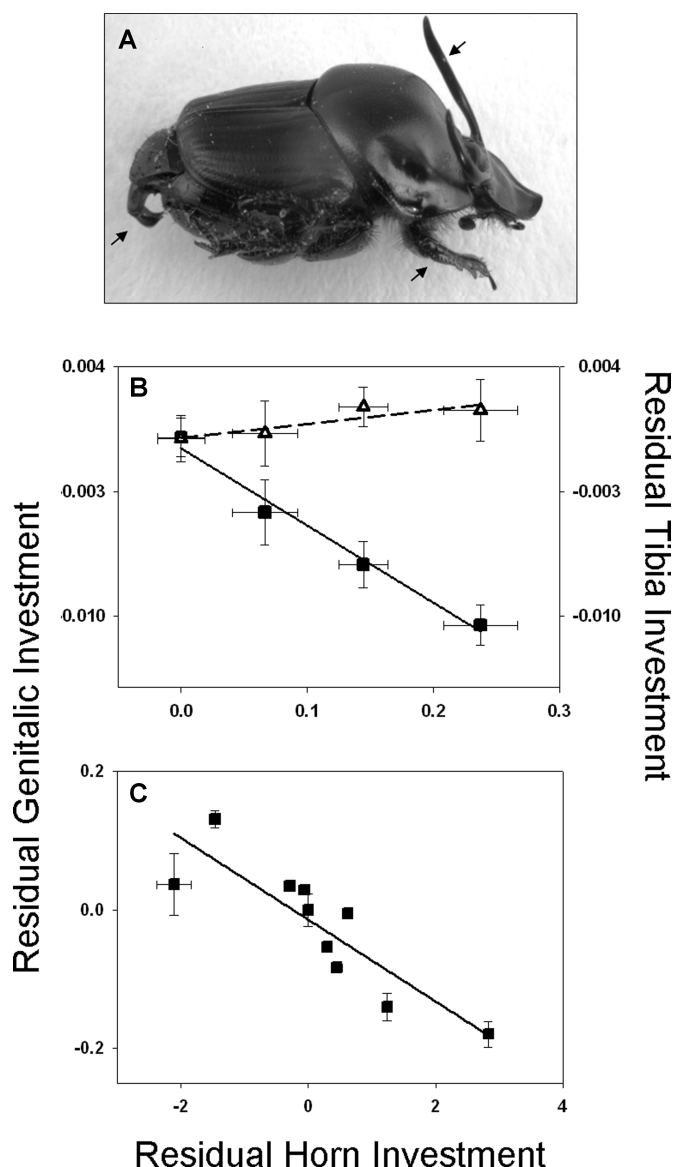 A
B
0.004
-0.003
-0.010
0.004
-0.003
-0.010
0.0 0.1 0.2 0.3
Residual Genitalic Investment
Residual Tibia Investment
C
0.2
0.0
-0.2
-2 0 2 4
Residual Horn Investment